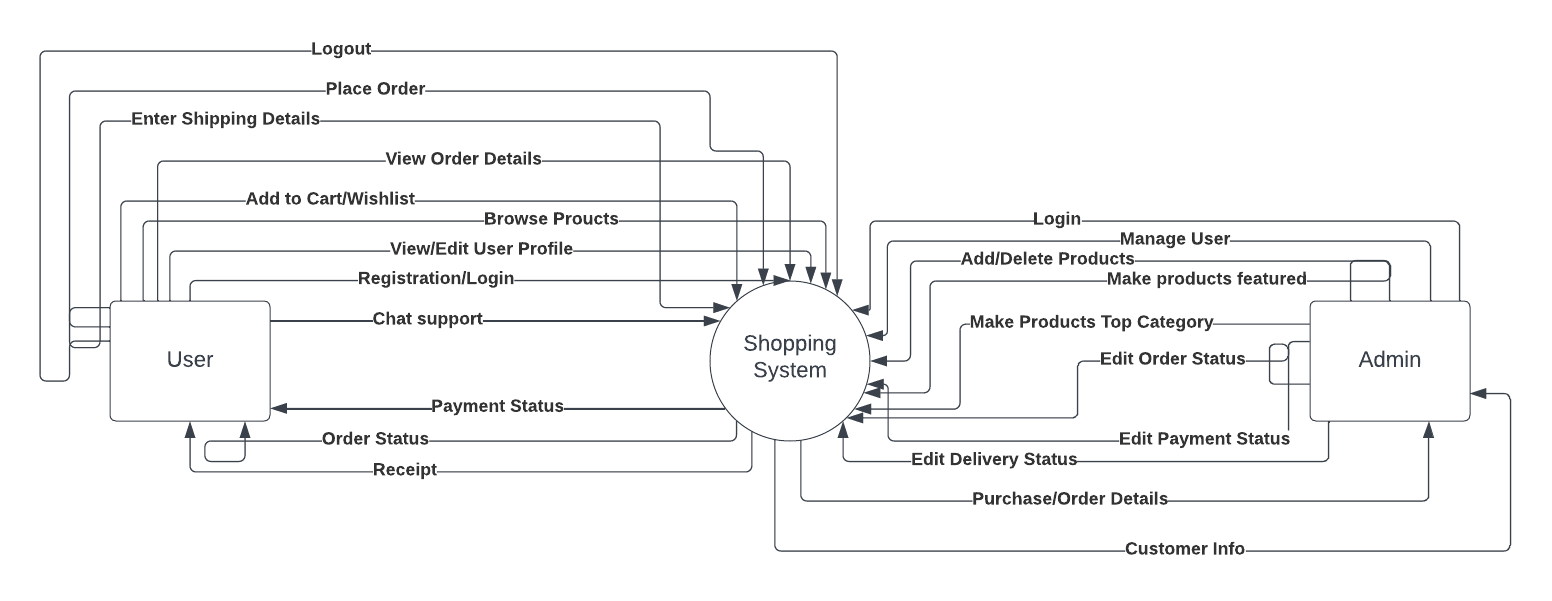 Logout
Place Order
Enter Shipping Details
View Order Details
Add to Cart/Wishlist
Browse Proucts
View/Edit User Profile
Registration/Login
Chat support
User
Payment Status
Order Status
Receipt
Shopping
System
Login
Manage User
Add/Delete Products
Make products featured
Make Products Top Category
Edit Order Status
Admin
Edit Payment Status
Edit Delivery Status
Purchase/Order Details
Customer Info